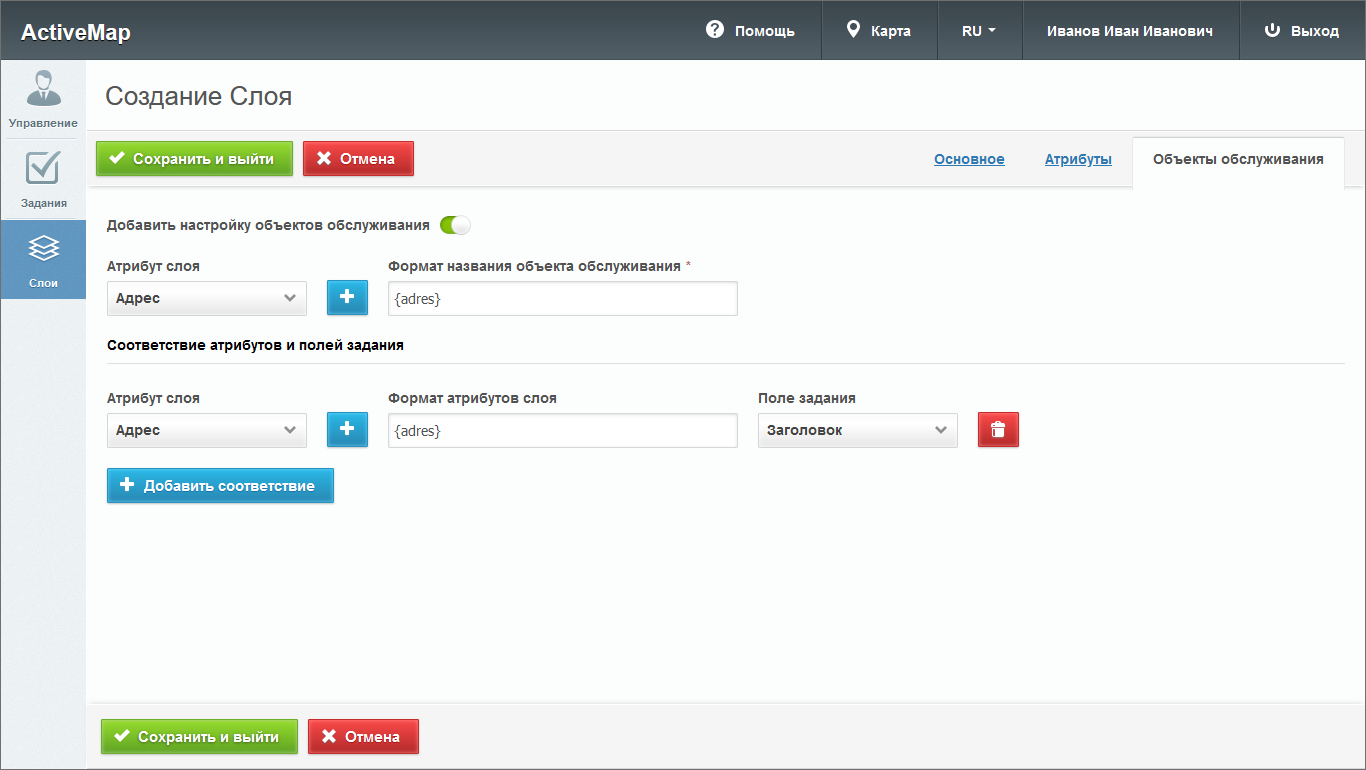 ActiveMap
Помощь
Карта
RU
Иванов Иван Иванович
Выход
Управление
Задания
Слои
Создание Слоя
Сохранить и выйти
Отмена
Основное
Атрибуты
Объекты обслуживания
Добавить настройку объектов обслуживания
Атрибут слоя
Формат названия объекта обслуживания *
Адрес
{adres}
Соответствие атрибутов и полей задания
Атрибут слоя
Формат атрибутов слоя
Поле задания
Адрес
{adres}
Заголовок
Добавить соответствие
Сохранить и выйти
Отмена